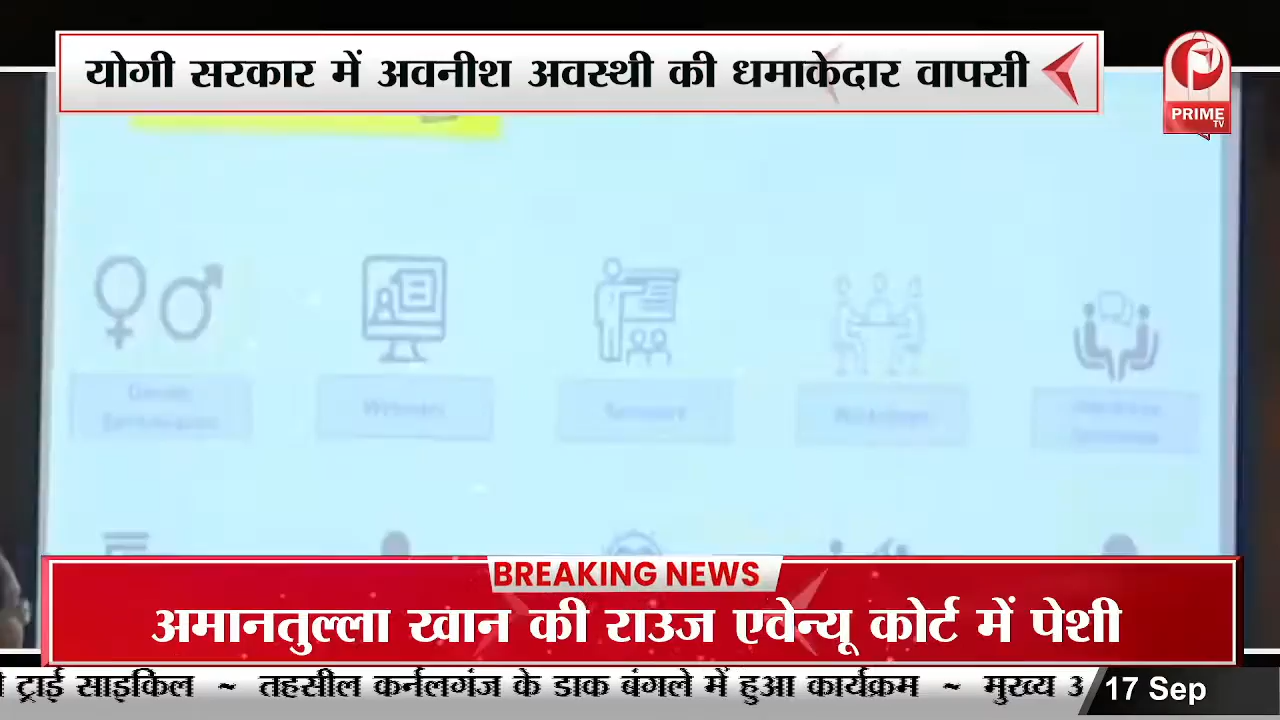 योगी सरकार में अवनीश अवस्थी की धमाकेदार वापसी
PRIME
TV
BREAKING NEWS
अमानतुल्ला खान की राउज एवेन्यू कोर्ट में पेशी
ट्राई साइकिल ~ तहसील कर्नलगंज के डाक बंगले में हुआ कार्यक्रम ~ मुख्य
17 Sep